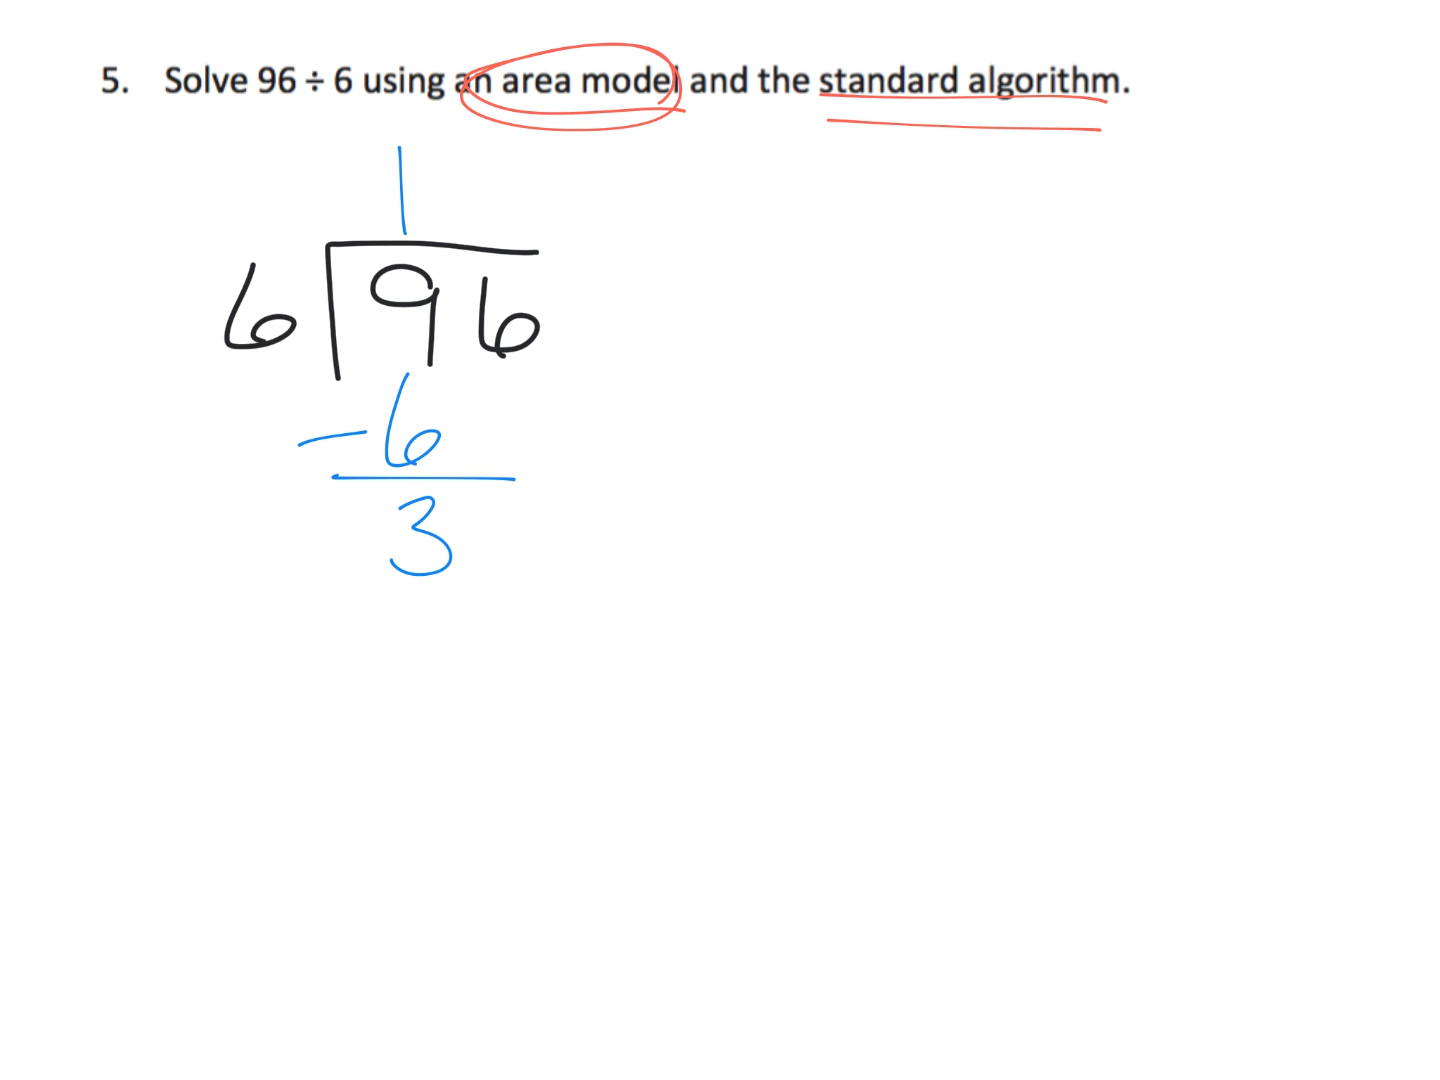 5. Solve 96 ÷ 6 using an area model and the standard algorithm.
1
6 96
-6
3